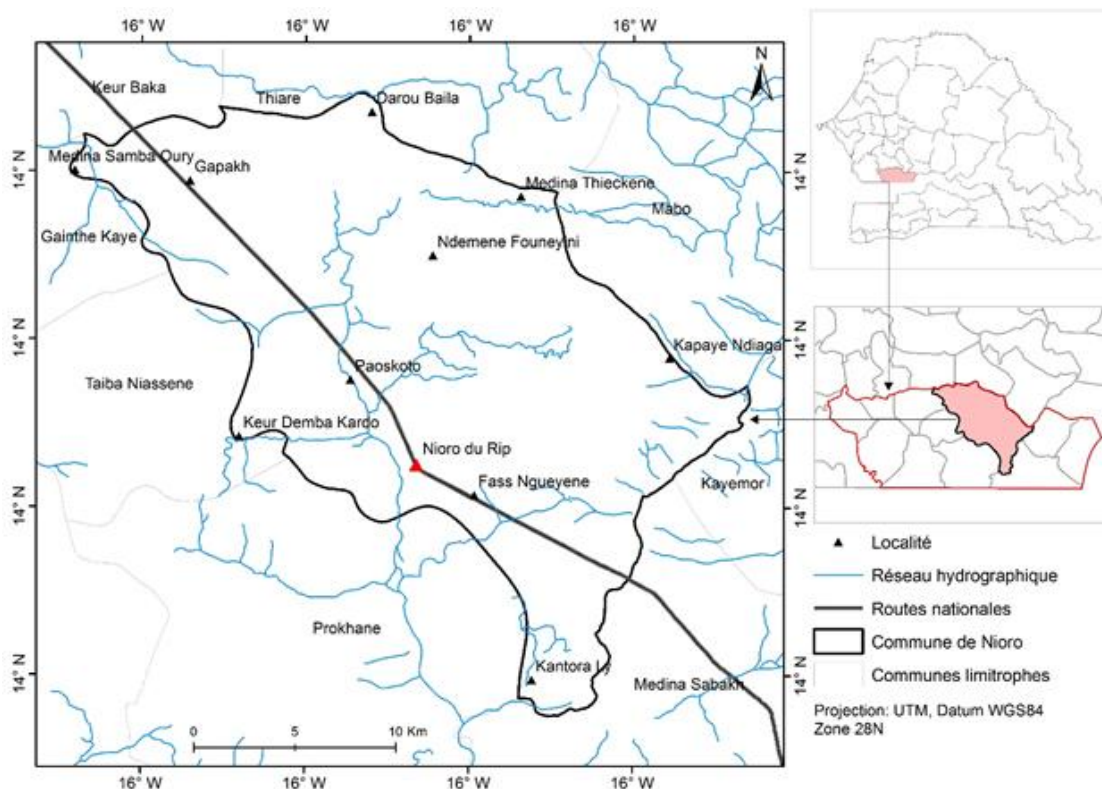 16° W
16° W
16° W
16° W
N
Keur Baka
Thiare
Darou Baila
14° N
14° N
Medina Samba Oury
Gapakh
Medina Thieckene
Mabo
Gainthe Kaye
Ndemene Founeyini
14° N
14° N
Kapaye Ndiaga
Paoskoto
Taiba Niassene
Keur Demba Kardo
Nioro du Rip
Fass Ngueyene
Kayemor
14° N
14° N
Prokhane
Kantora Ly
Medina Sabakh
14° N
14° N
0 5 10 Km
16° W
16° W
16° W
16° W
Localité
Réseau hydrographique
Routes nationales
Commune de Nioro
Communes limitrophes
Projection: UTM, Datum WGS84
Zone 28N